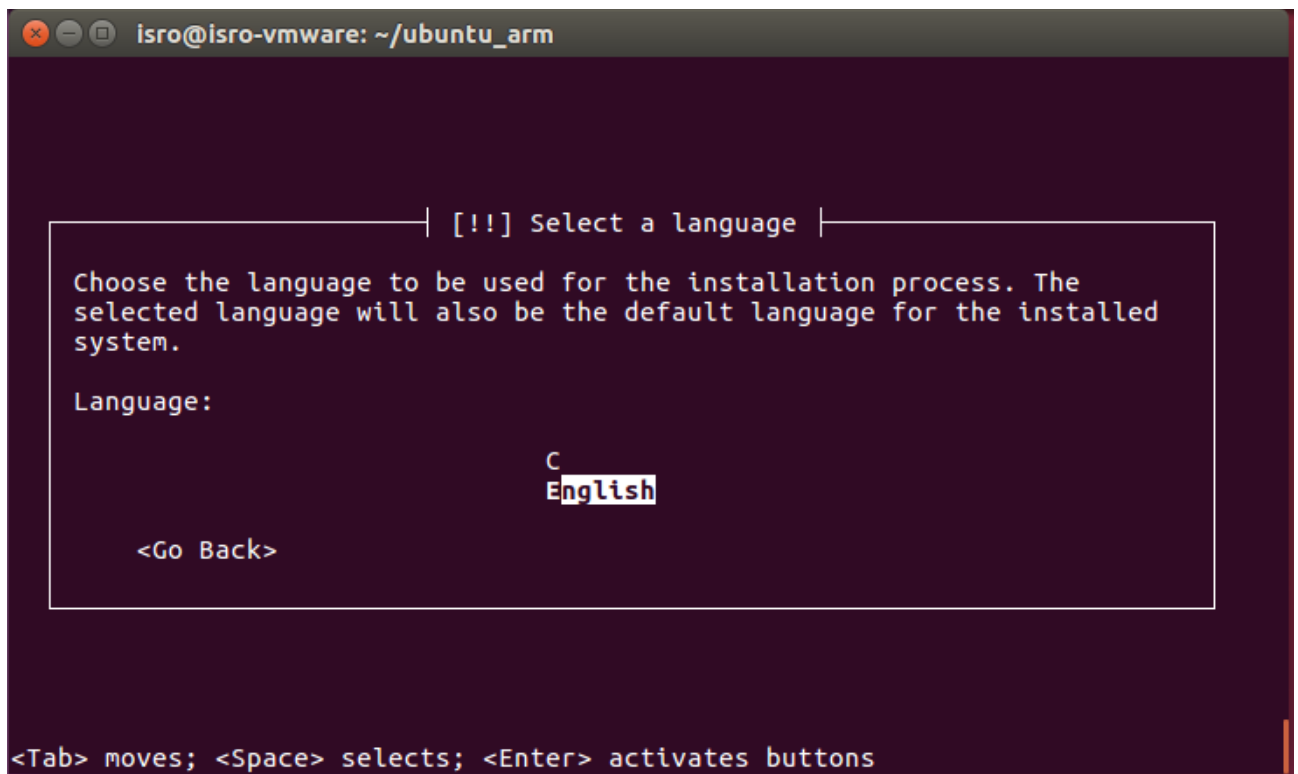 isro@isro-vmware: ~/ubuntu_arm
[!!] Select a language
Choose the language to be used for the installation process. The
selected language will also be the default language for the installed
system.
Language:
C
English
<Go Back>
<Tab> moves; <Space> selects; <Enter> activates buttons